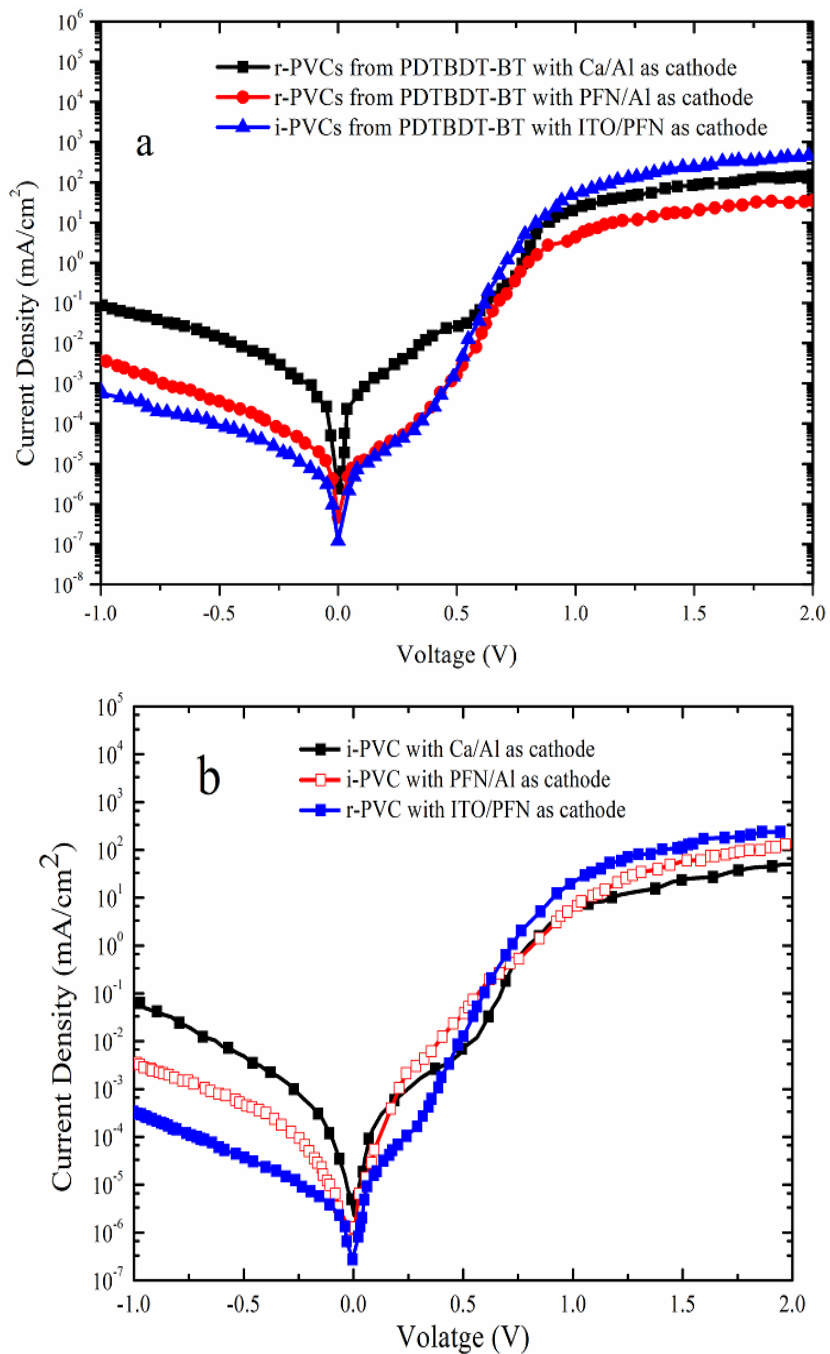 10^6
10^5
10^4
10^3
10^2
10^1
10^0
10^-1
10^-2
10^-3
10^-4
10^-5
10^-6
10^-7
10^-8
Current Density (mA/cm^2)
a
r-PVCs from PDTBDT-BT with Ca/Al as cathode
r-PVCs from PDTBDT-BT with PFN/Al as cathode
i-PVCs from PDTBDT-BT with ITO/PFN as cathode
-1.0 -0.5 0.0 0.5 1.0 1.5 2.0
Voltage (V)
10^5
10^4
10^3
10^2
10^1
10^0
10^-1
10^-2
10^-3
10^-4
10^-5
10^-6
10^-7
Current Density (mA/cm^2)
b
i-PVC with Ca/Al as cathode
i-PVC with PFN/Al as cathode
r-PVC with ITO/PFN as cathode
-1.0 -0.5 0.0 0.5 1.0 1.5 2.0
Volatge (V)